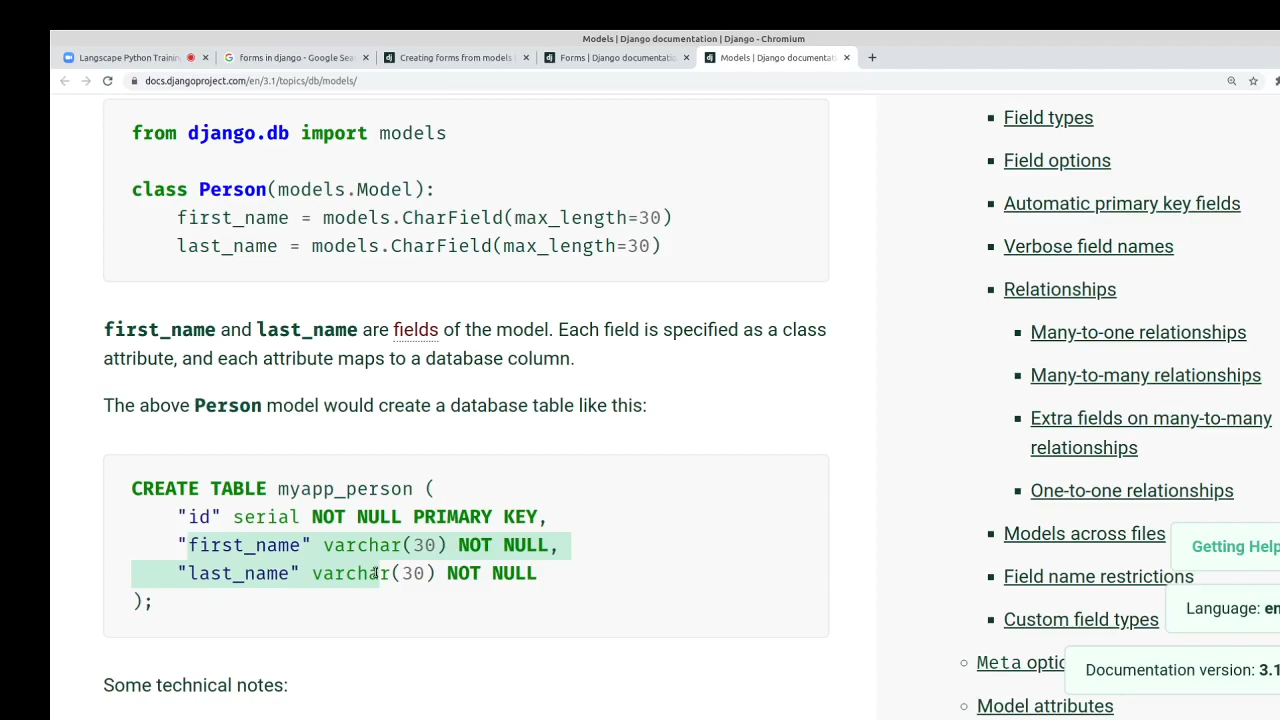 Models | Django documentation | Django - Chromium
Langscape Python Trainin
forms in django - Google Sea
Creating forms from models |
Forms | Django documentatio
Models | Django documentati
docs.djangoproject.com/en/3.1/topics/db/models/
from django.db import models
class Person(models.Model):
first_name = models.CharField(max_length=30)
last_name = models.CharField(max_length=30)
first_name and last_name are fields of the model. Each field is specified as a class
attribute, and each attribute maps to a database column.
The above Person model would create a database table like this:
CREATE TABLE myapp_person (
"id" serial NOT NULL PRIMARY KEY,
"first_name" varchar(30) NOT NULL,
"last_name" varchar(30) NOT NULL
);
Some technical notes:
Field types
Field options
Automatic primary key fields
Verbose field names
Relationships
Many-to-one relationships
Many-to-many relationships
Extra fields on many-to-many
relationships
One-to-one relationships
Models across files
Field name restrictions
Custom field types
Meta optio
Model attributes
Getting Help
Language: en
Documentation version: 3.1